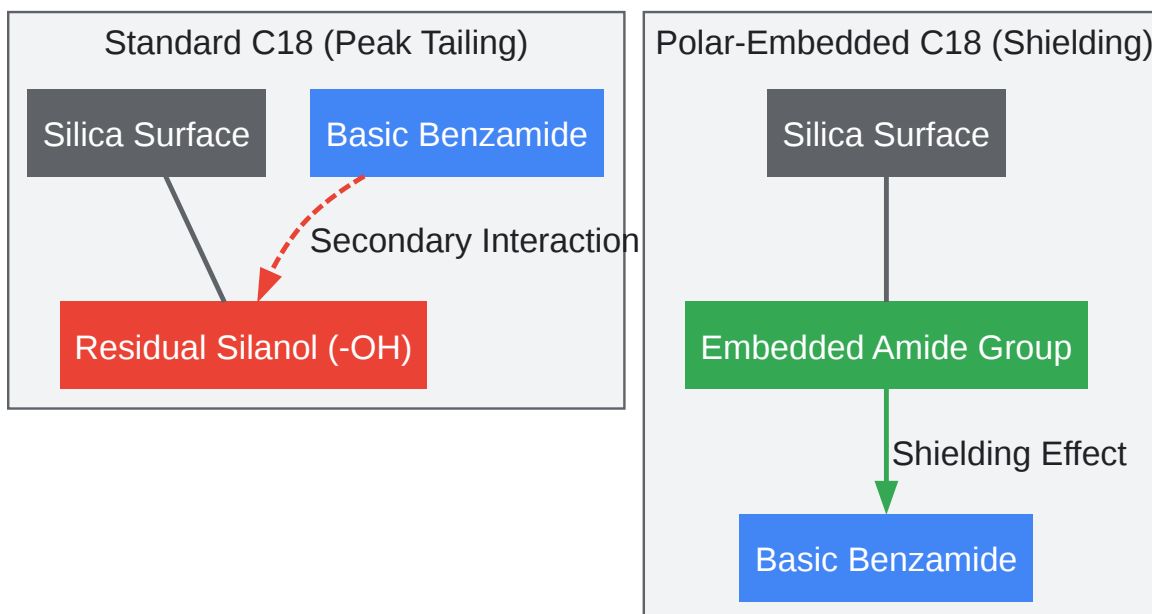 Standard C18 (Peak Tailing)
Silica Surface
Basic Benzamide
Secondary Interaction
Residual Silanol (-OH)
Polar-Embedded C18 (Shielding)
Silica Surface
Embedded Amide Group
Shielding Effect
Basic Benzamide